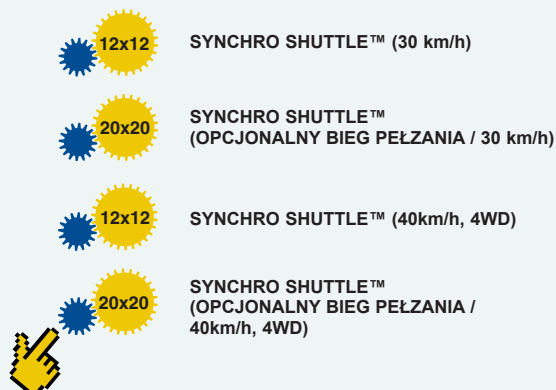 12x12 SYNCHRO SHUTTLE™ (30 km/h)
20x20 SYNCHRO SHUTTLE™
(OPCJONALNY BIEG PEŁZANIA / 30 km/h)
12x12 SYNCHRO SHUTTLE™ (40km/h, 4WD)
20x20 SYNCHRO SHUTTLE™
(OPCJONALNY BIEG PEŁZANIA /
40km/h, 4WD)